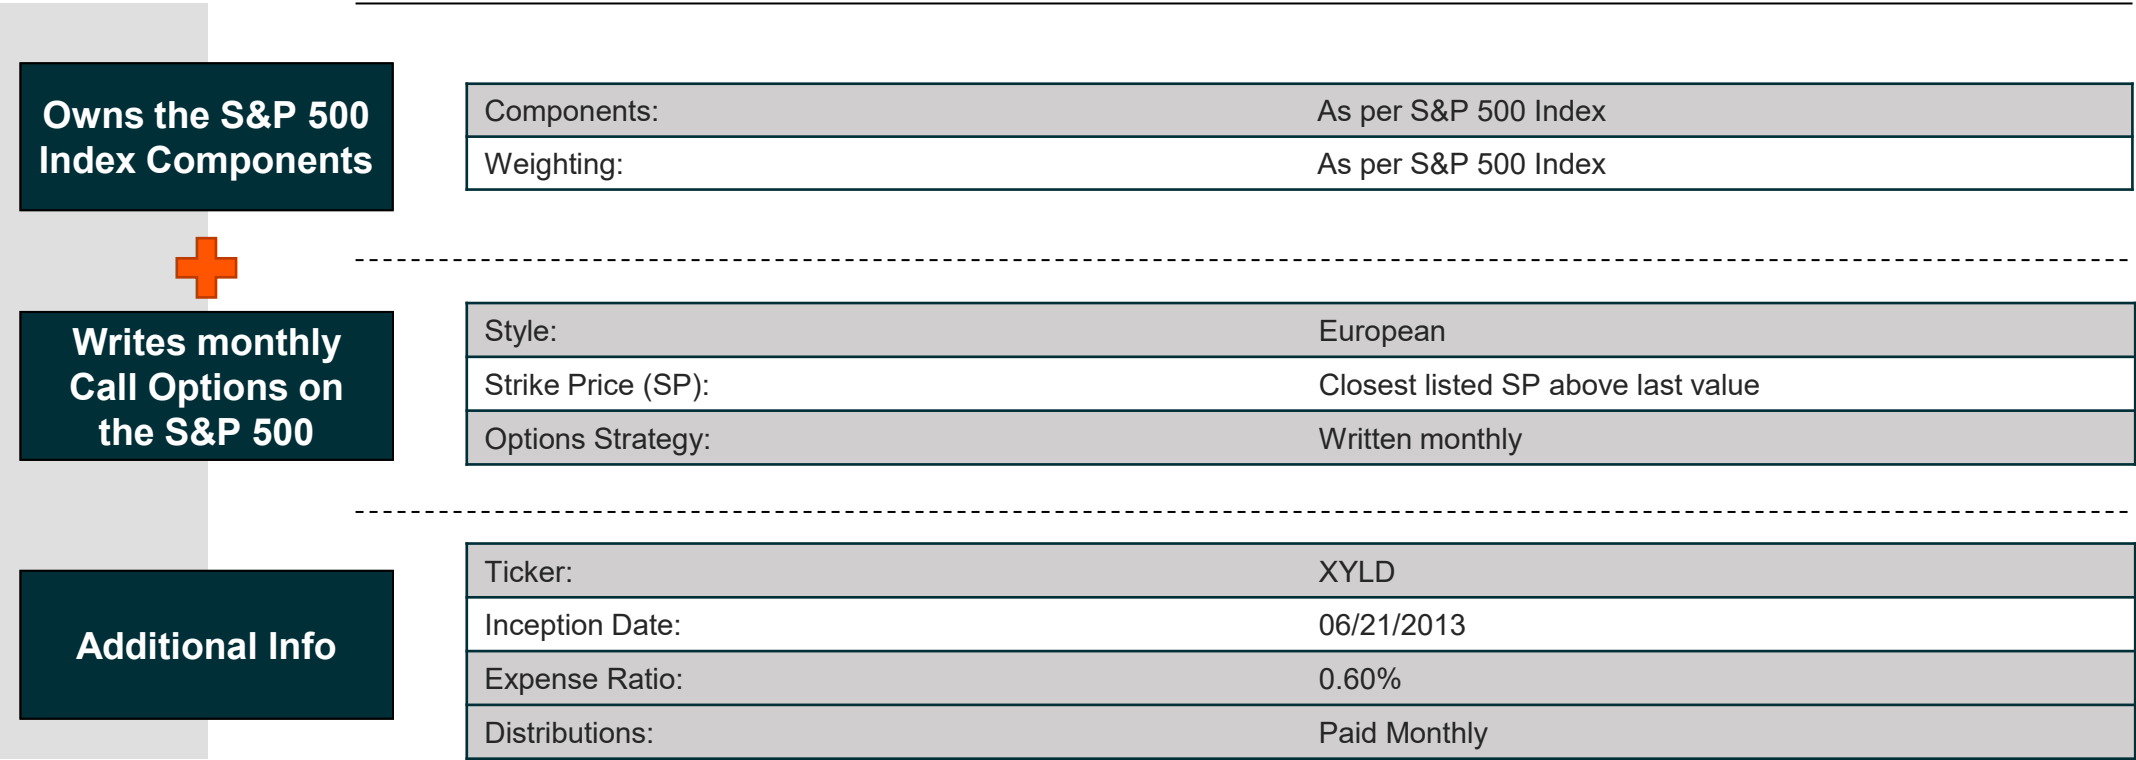 Owns the S&P 500
Index Components
Components: As per S&P 500 Index
Weighting: As per S&P 500 Index
Writes monthly
Call Options on
the S&P 500
Style: European
Strike Price (SP): Closest listed SP above last value
Options Strategy: Written monthly
Additional Info
Ticker: XYLD
Inception Date: 06/21/2013
Expense Ratio: 0.60%
Distributions: Paid Monthly